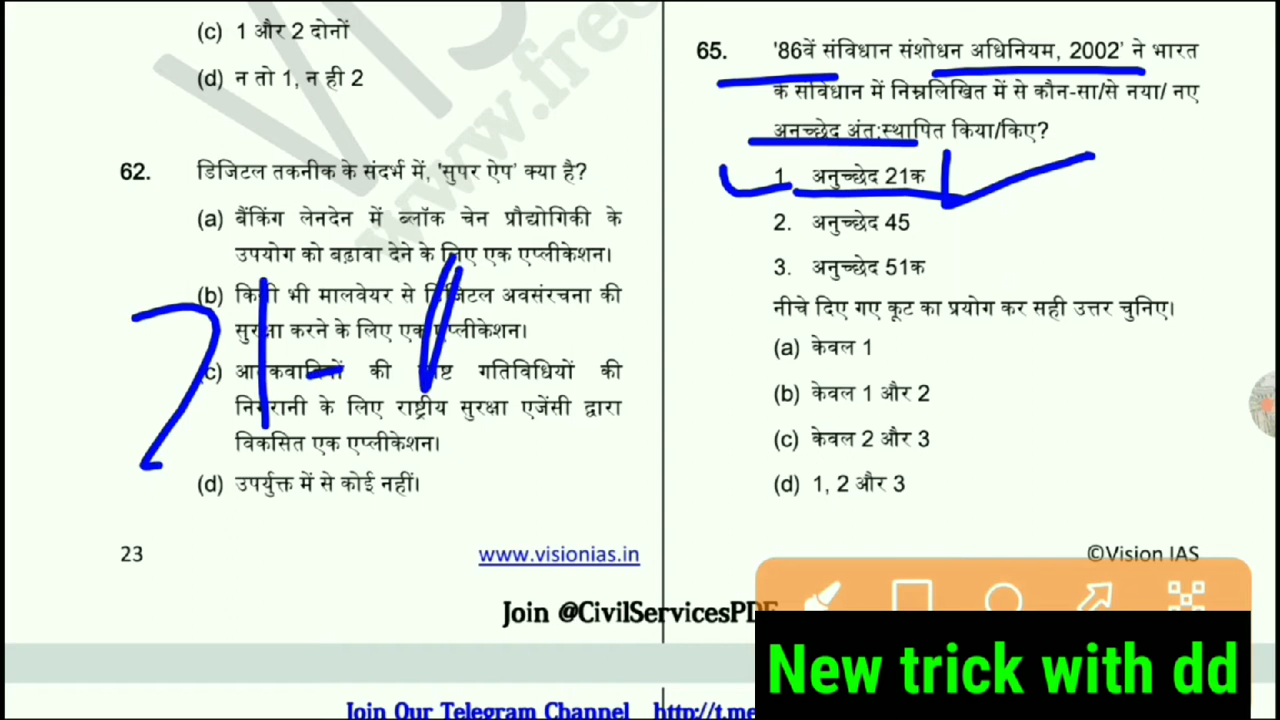 (c) 1 और 2 दोनों
(d) न तो 1, न ही 2
62. डिजिटल तकनीक के संदर्भ में, 'सुपर ऐप' क्या है?
(a) बैंकिंग लेनदेन में ब्लॉक चेन प्रौद्योगिकी के
उपयोग को बढ़ावा देने के लिए एक एप्लीकेशन।
(b) किसी भी मालवेयर से डिजिटल अवसंरचना की
सुरक्षा करने के लिए एक एप्लीकेशन।
(c) आतंकवादियों की गतिविधियों की
निगरानी के लिए राष्ट्रीय सुरक्षा एजेंसी द्वारा
विकसित एक एप्लीकेशन।
(d) उपर्युक्त में से कोई नहीं।
23
www.visionias.in
65. '86वें संविधान संशोधन अधिनियम, 2002' ने भारत
के संविधान में निम्नलिखित में से कौन-सा/से नया/ नए
अनुच्छेद अंत:स्थापित किया/किए?
1. अनुच्छेद 21क
2. अनुच्छेद 45
3. अनुच्छेद 51क
नीचे दिए गए कूट का प्रयोग कर सही उत्तर चुनिए।
(a) केवल 1
(b) केवल 1 और 2
(c) केवल 2 और 3
(d) 1, 2 और 3
©Vision IAS
Join @CivilServicesPDF
New trick with dd
Join Our Telegram Channel http://t.me